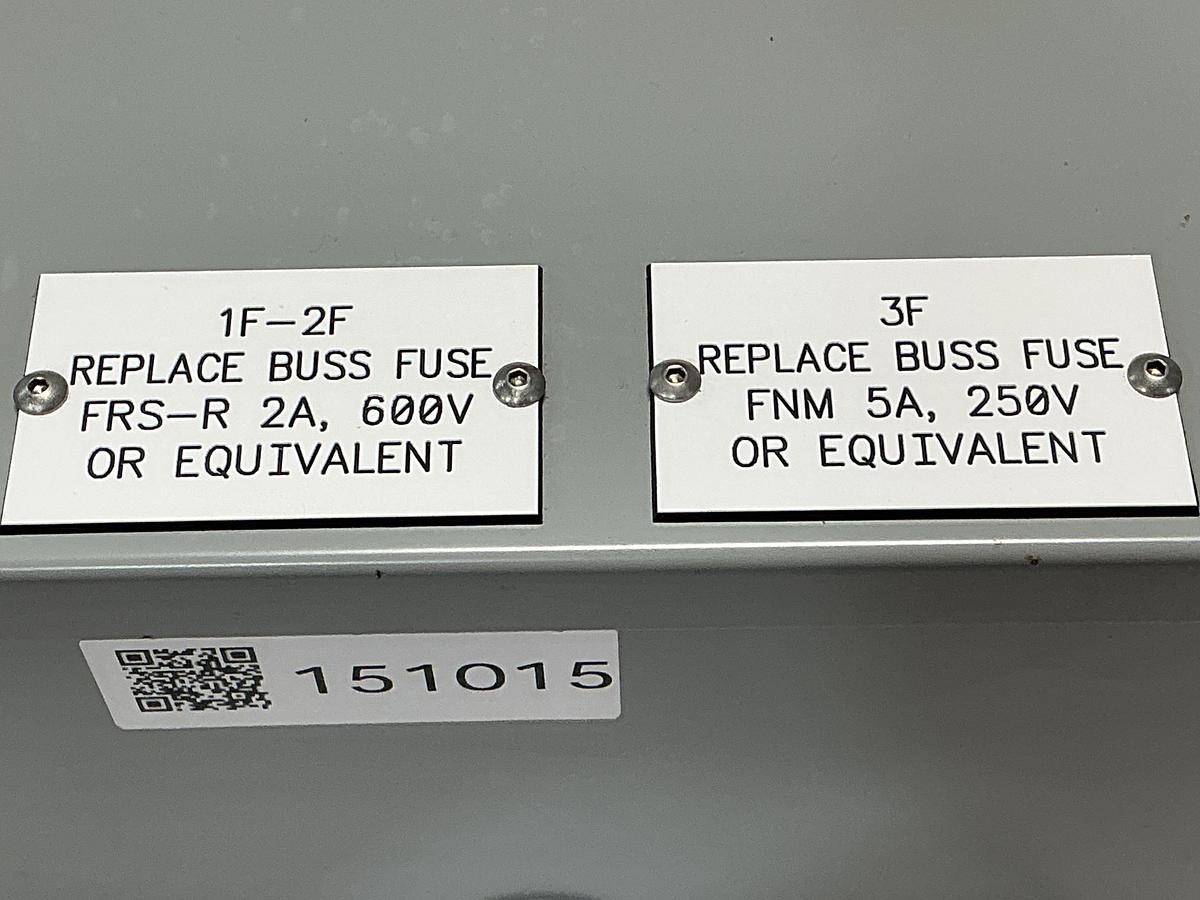 1F-2F
REPLACE BUSS FUSE
FRS-R 2A, 600V
OR EQUIVALENT
3F
REPLACE BUSS FUSE
FNM 5A, 250V
OR EQUIVALENT
151015